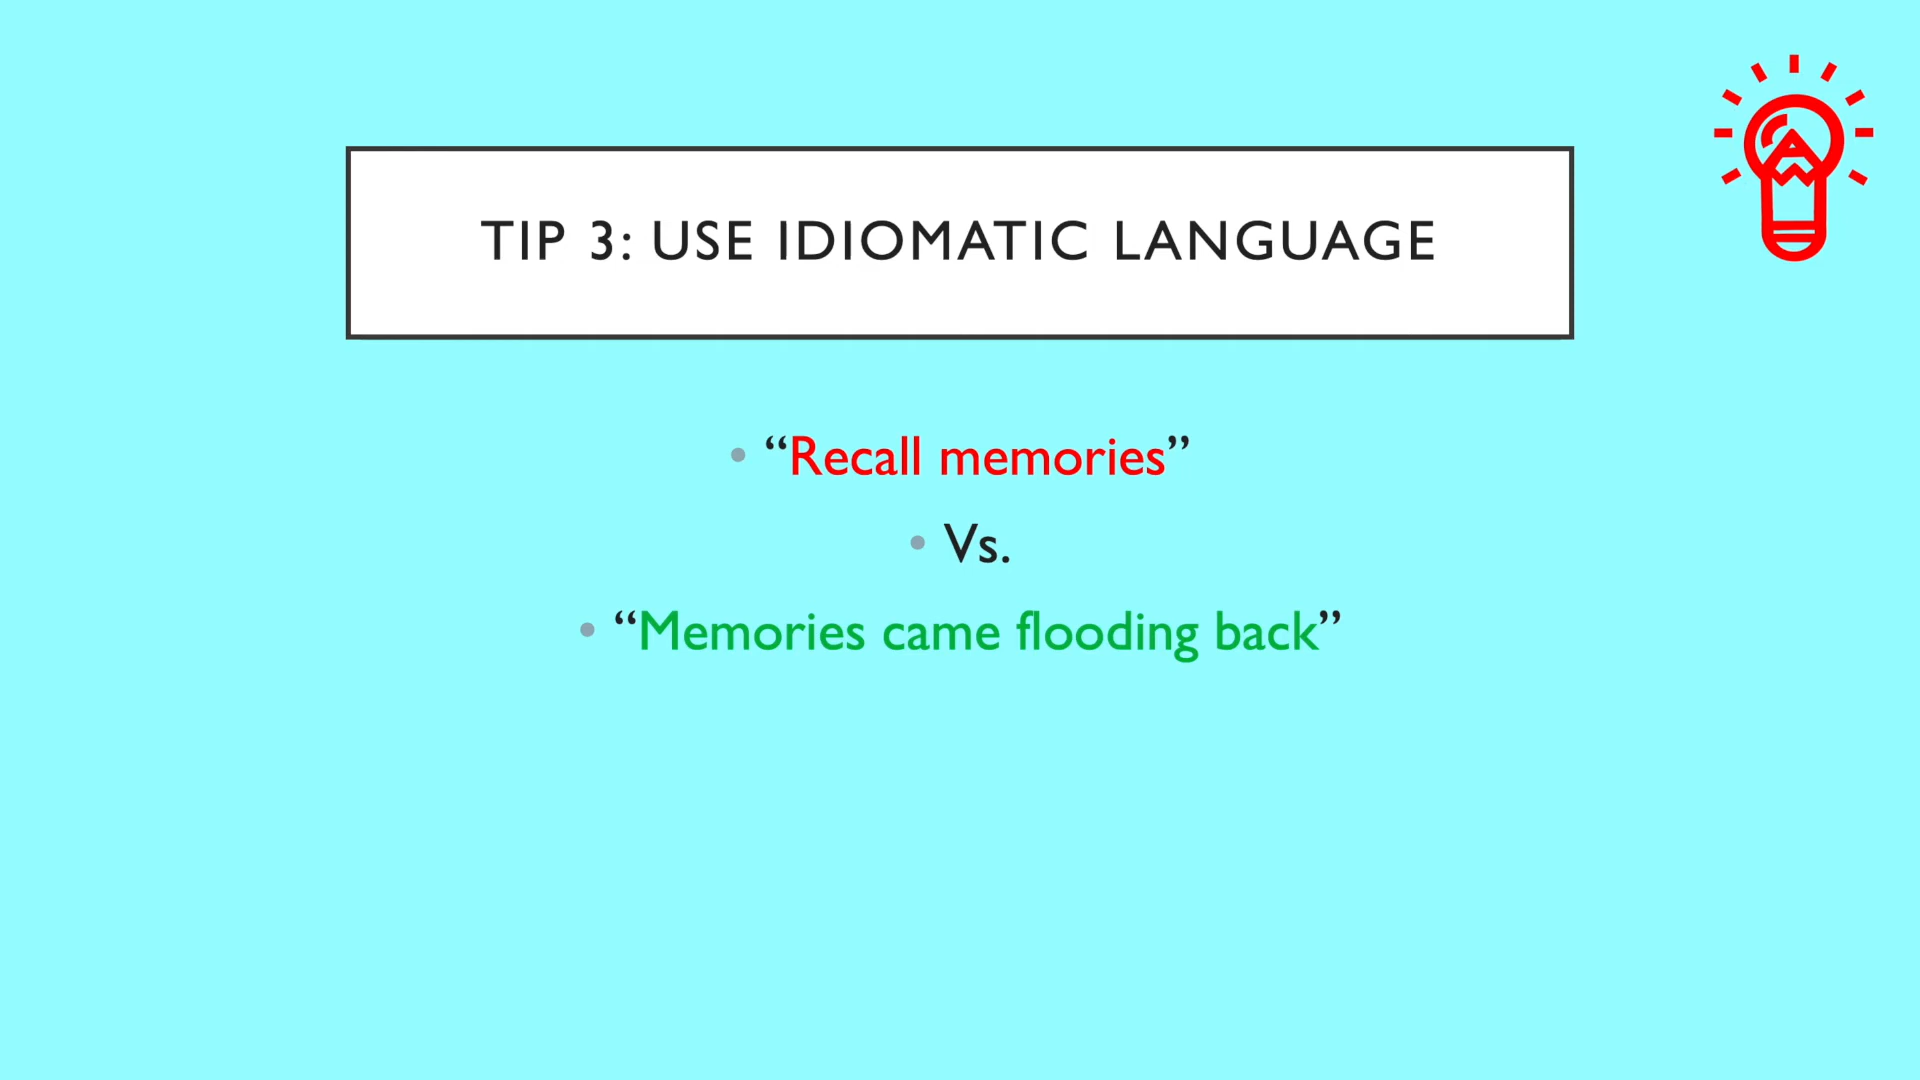 TIP 3: USE IDIOMATIC LANGUAGE
• “Recall memories”
• Vs.
• “Memories came flooding back”